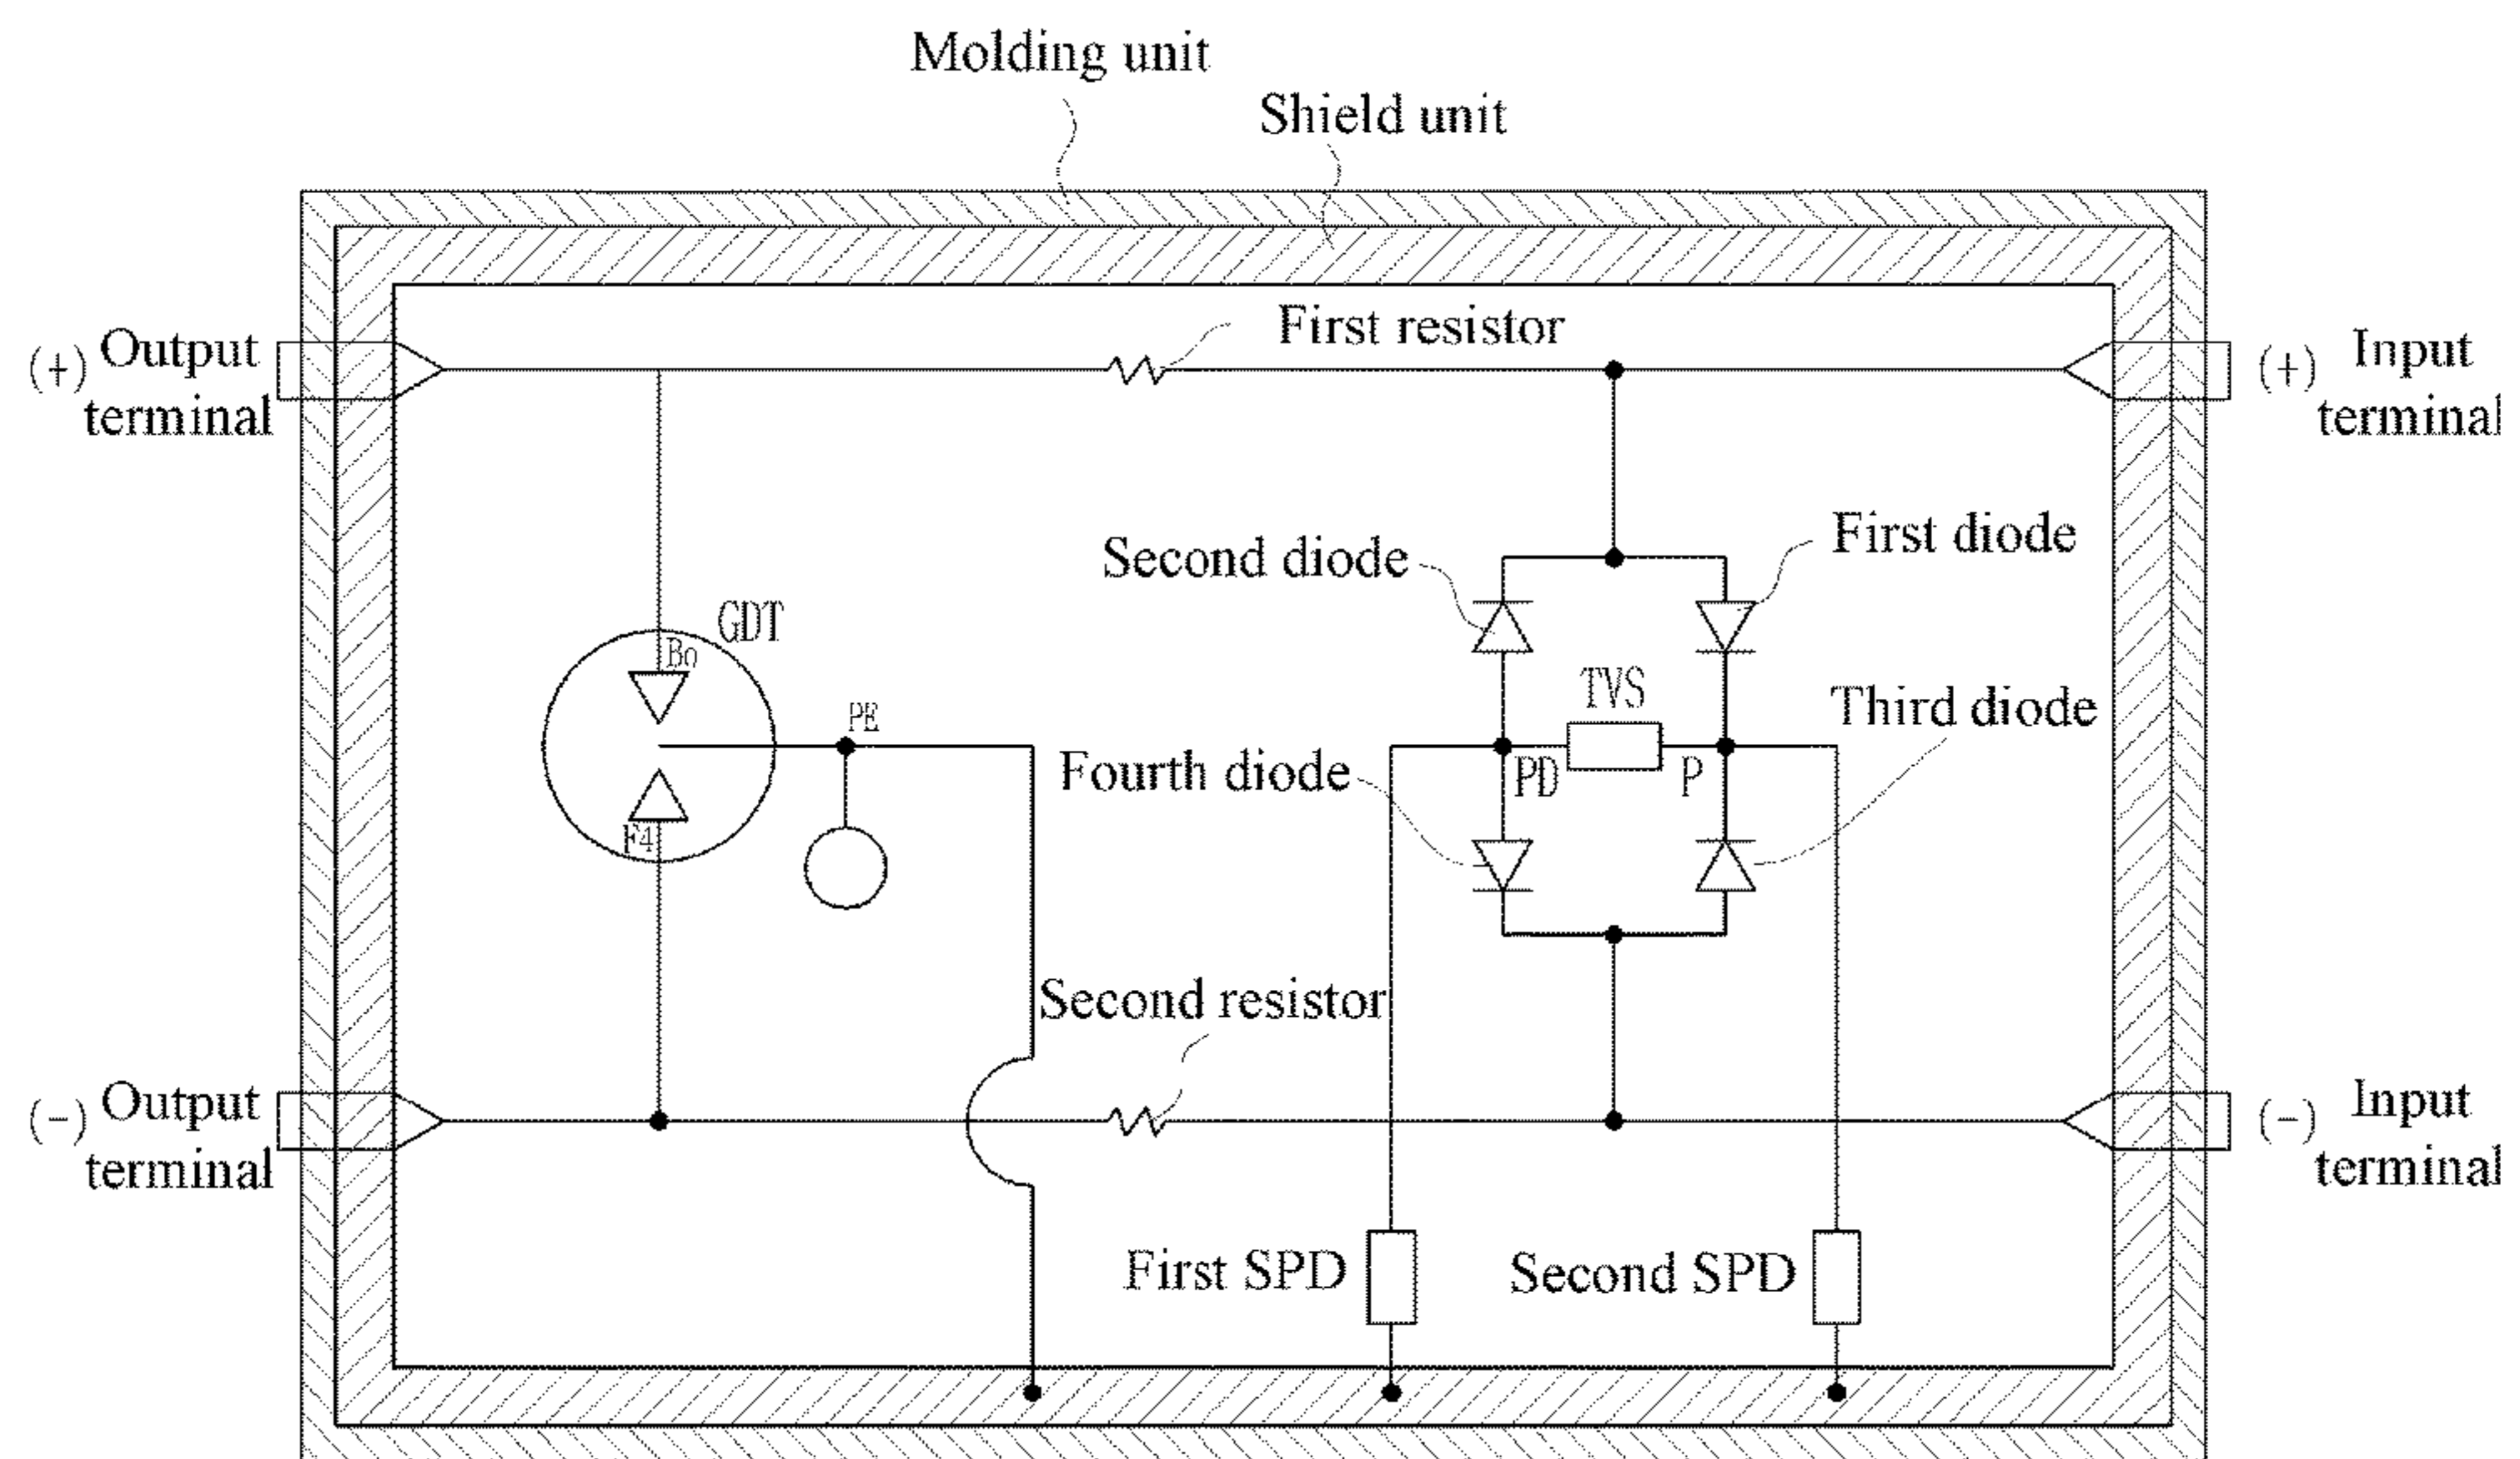 Molding unit
Shield unit
First resistor
(+) Output
terminal
(+) Input
terminal
Second diode
First diode
GDT
Bo
PE
TVS
Third diode
Fourth diode
PD
P
F4
Second resistor
(-) Output
terminal
(-) Input
terminal
First SPD
Second SPD